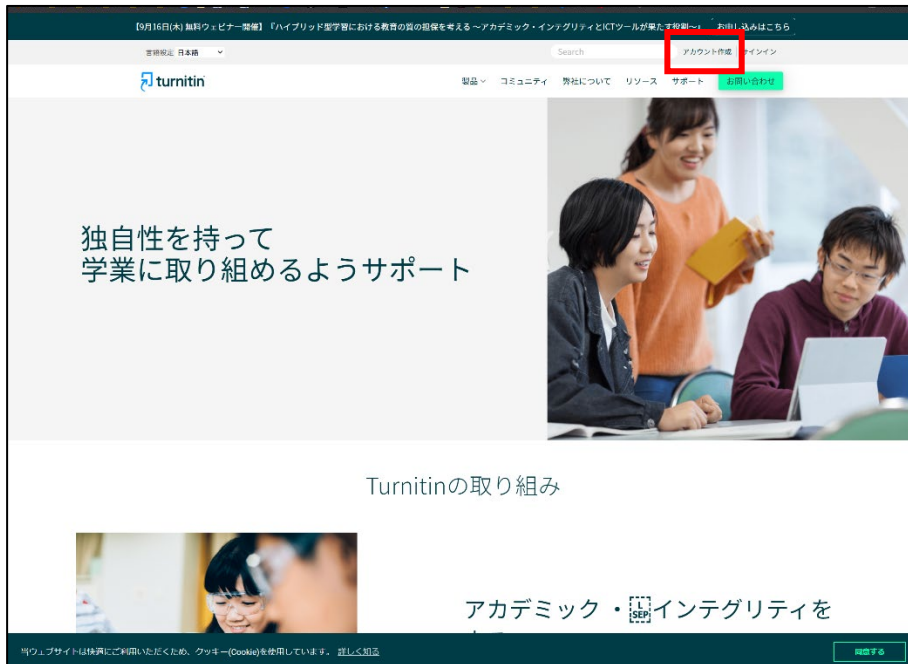 【9月16日(木) 無料ウェビナー開催】『ハイブリッド型学習における教育の質の担保を考える ～アカデミック・インテグリティとICTツールが果たす役割～』 お申し込みはこちら
言語設定 日本語 Search アカウント作成 サインイン
turnitin 製品 コミュニティ 弊社について リソース サポート お問い合わせ
独自性を持って
学業に取り組めるようサポート
Turnitinの取り組み
アカデミック ・ L SEP インテグリティを
当ウェブサイトは快適にご利用いただくため、クッキー(Cookie)を使用しています。 詳しく知る 同意する